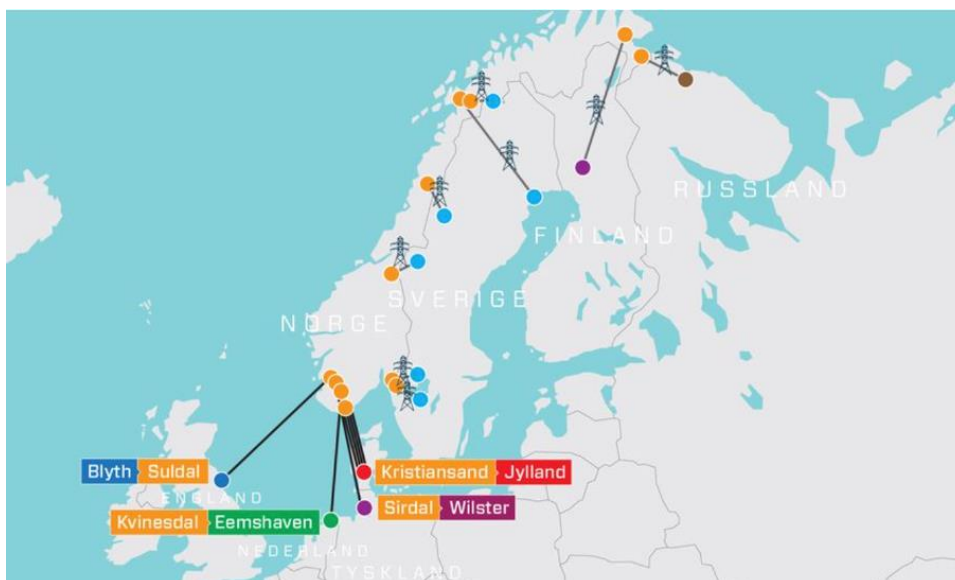 RUSSLAND
FINLAND
SVERIGE
NORGE
Blyth Suldal
Kristiansand Jylland
ENGLAND
Sirdal Wilster
Kvinesdal Eemshaven
NEDERLAND
TYSKLAND